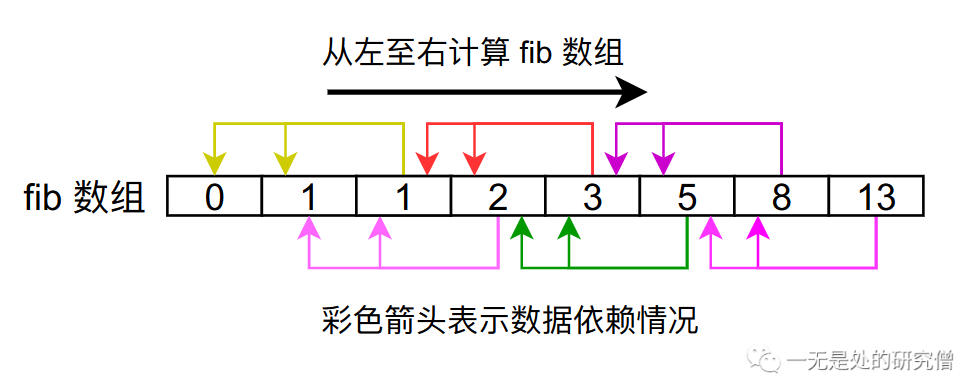 从左至右计算 fib 数组
fib 数组 0 1 1 2 3 5 8 13
彩色箭头表示数据依赖情况
一无是处的研究僧